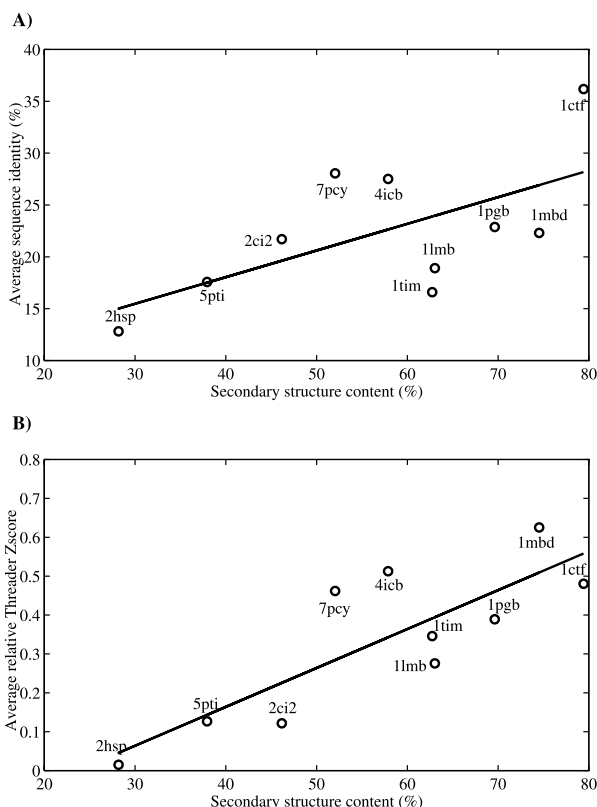 A)
40
35
30
25
20
15
10
Average sequence identity (%)
1ctf
7pcy
4icb
1pgb
1mbd
2ci2
1lmb
1tim
5pti
2hsp
20 30 40 50 60 70 80
Secondary structure content (%)
B)
0.8
0.7
0.6
0.5
0.4
0.3
0.2
0.1
0
Average relative Threader Zscore
1mbd
1ctf
4icb
7pcy
1pgb
1tim
1lmb
5pti
2ci2
2hsp
20 30 40 50 60 70 80
Secondary structure content (%)